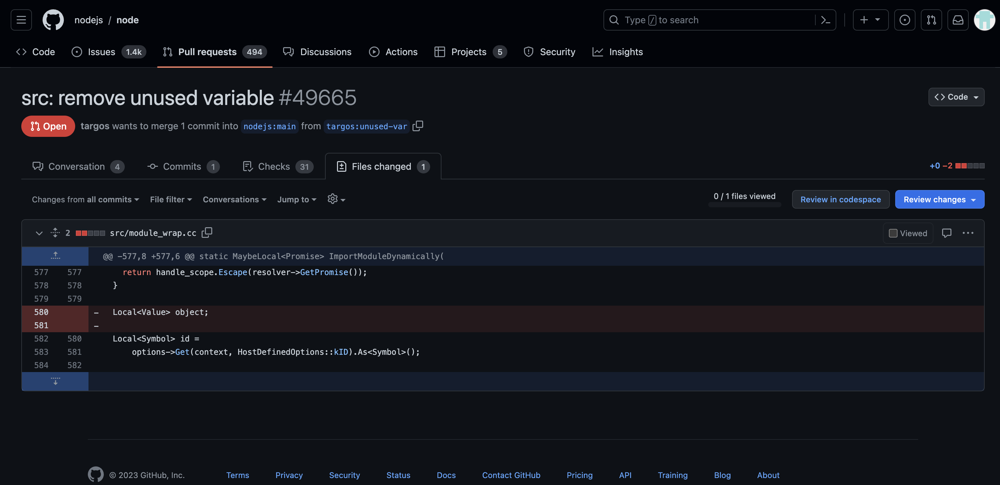 nodejs / node
Type / to search
Code
Issues 1.4k
Pull requests 494
Discussions
Actions
Projects 5
Security
Insights
src: remove unused variable #49665
Code
Open
targos wants to merge 1 commit into nodejs:main from targos:unused-var
Conversation 4
Commits 1
Checks 31
Files changed 1
+0 −2
Changes from all commits
File filter
Conversations
Jump to
0 / 1 files viewed
Review in codespace
Review changes
2 src/module_wrap.cc
Viewed
@@ -577,8 +577,6 @@ static MaybeLocal<Promise> ImportModuleDynamically(
577 577 return handle_scope.Escape(resolver->GetPromise());
578 578 }
579 579
580 - Local<Value> object;
581 -
582 580 Local<Symbol> id =
583 581 options->Get(context, HostDefinedOptions::kID).As<Symbol>();
584 582
© 2023 GitHub, Inc.
Terms
Privacy
Security
Status
Docs
Contact GitHub
Pricing
API
Training
Blog
About